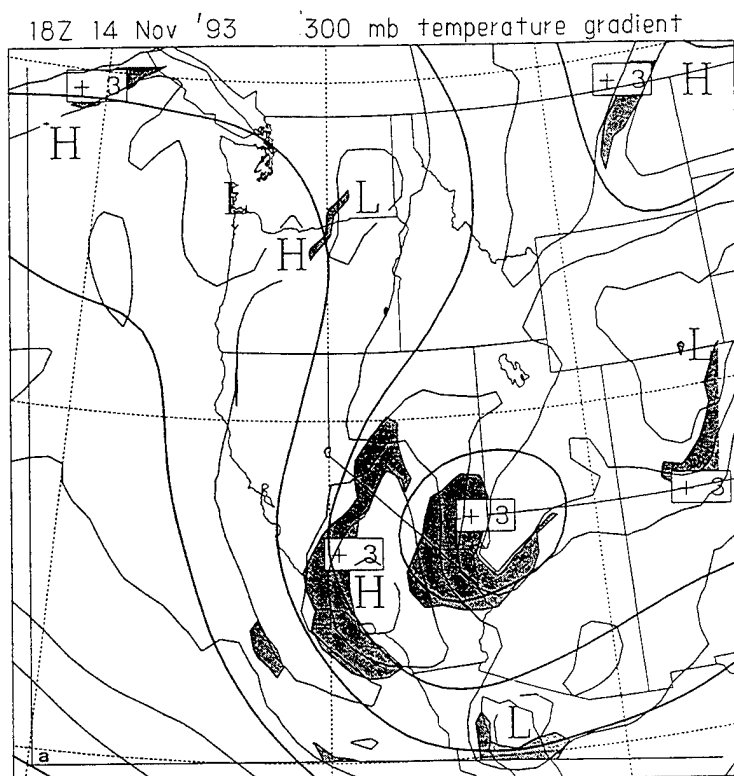 18Z 14 Nov '93 300 mb temperature gradient
+ 3
+ 3 H
H
L L
H
L
+ 3
+ 3
+ 3
H
L
a